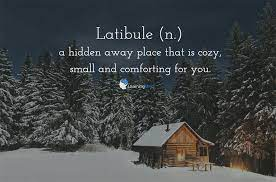 Latibule (n.)
a hidden away place that is cozy,
small and comforting for you.